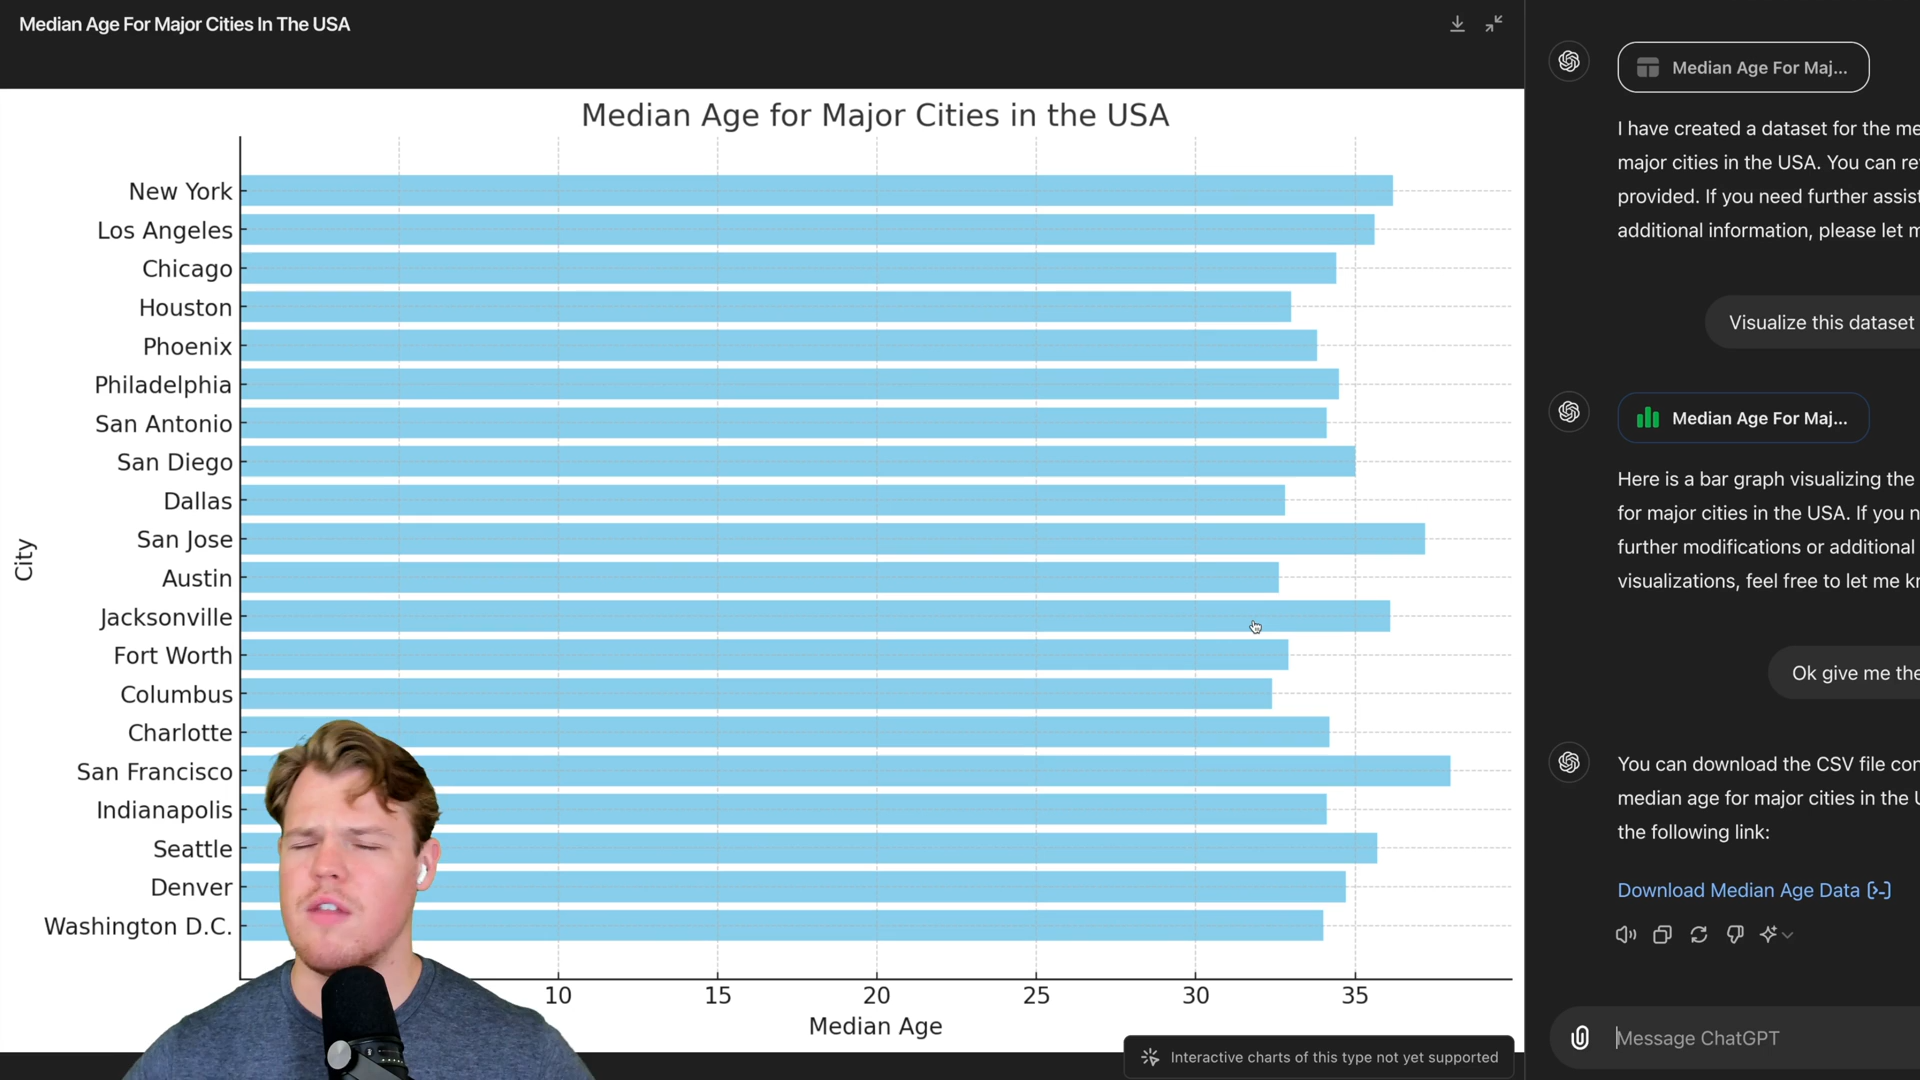 Median Age For Major Cities In The USA
Median Age for Major Cities in the USA
New York
Los Angeles
Chicago
Houston
Phoenix
Philadelphia
San Antonio
San Diego
Dallas
San Jose
Austin
Jacksonville
Fort Worth
Columbus
Charlotte
San Francisco
Indianapolis
Seattle
Denver
Washington D.C.
City
10 15 20 25 30 35
Median Age
Interactive charts of this type not yet supported
Median Age For Maj...
I have created a dataset for the me
major cities in the USA. You can re
provided. If you need further assist
additional information, please let m
Visualize this dataset
Median Age For Maj...
Here is a bar graph visualizing the
for major cities in the USA. If you n
further modifications or additional
visualizations, feel free to let me kn
Ok give me the
You can download the CSV file con
median age for major cities in the U
the following link:
Download Median Age Data [>-]
Message ChatGPT